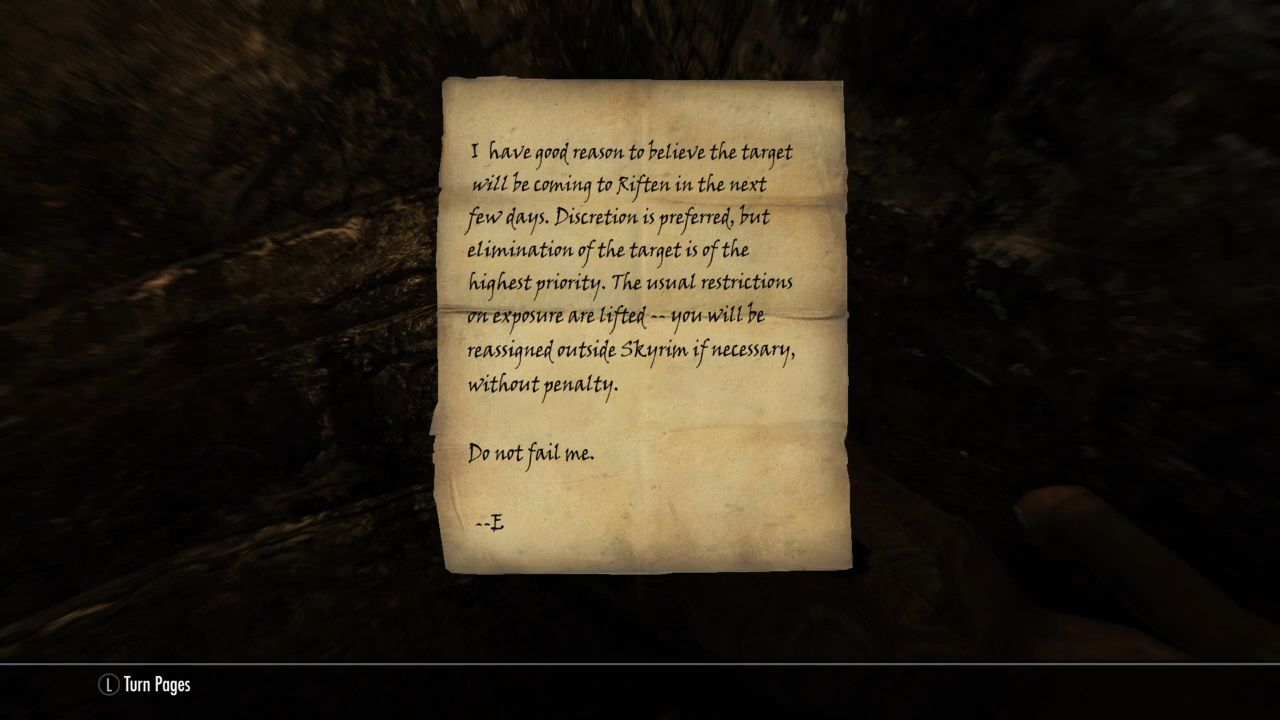 I have good reason to believe the target
will be coming to Riften in the next
few days. Discretion is preferred, but
elimination of the target is of the
highest priority. The usual restrictions
on exposure are lifted -- you will be
reassigned outside Skyrim if necessary,
without penalty.
Do not fail me.
--E
L Turn Pages